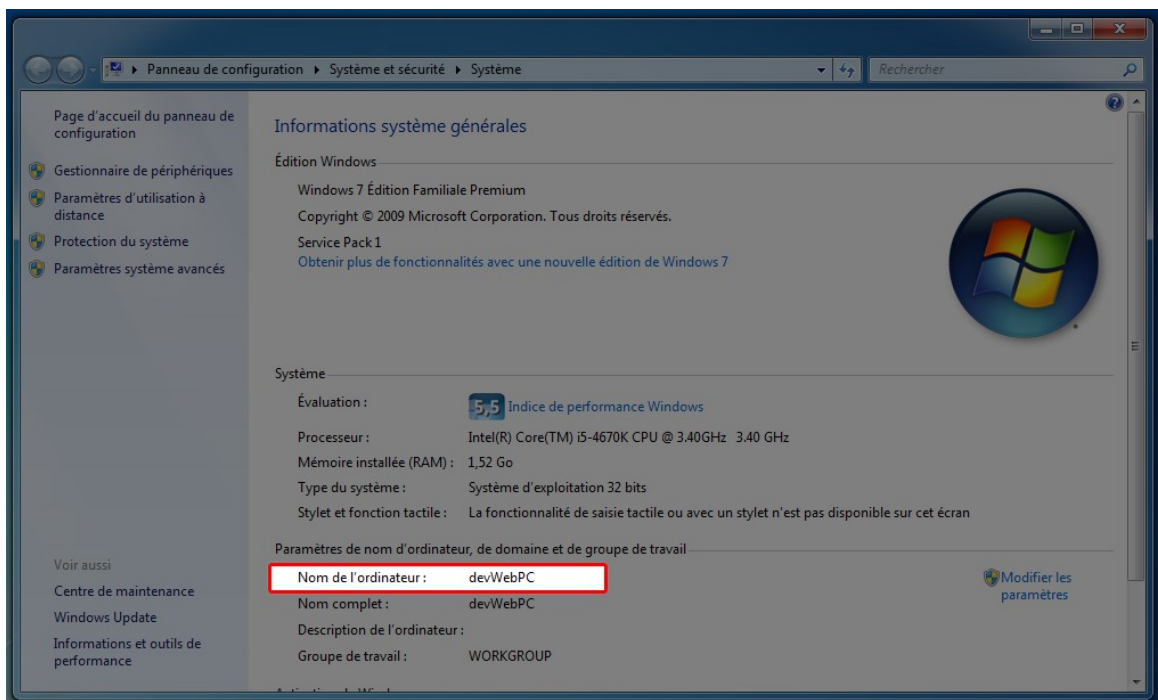 Panneau de configuration ▸ Système et sécurité ▸ Système
Rechercher
Page d'accueil du panneau de
configuration
Gestionnaire de périphériques
Paramètres d'utilisation à
distance
Protection du système
Paramètres système avancés
Voir aussi
Centre de maintenance
Windows Update
Informations et outils de
performance
Informations système générales
Édition Windows
Windows 7 Édition Familiale Premium
Copyright © 2009 Microsoft Corporation. Tous droits réservés.
Service Pack 1
Obtenir plus de fonctionnalités avec une nouvelle édition de Windows 7
Système
Évaluation : 5,5 Indice de performance Windows
Processeur : Intel(R) Core(TM) i5-4670K CPU @ 3.40GHz 3.40 GHz
Mémoire installée (RAM) : 1,52 Go
Type du système : Système d'exploitation 32 bits
Stylet et fonction tactile : La fonctionnalité de saisie tactile ou avec un stylet n'est pas disponible sur cet écran
Paramètres de nom d'ordinateur, de domaine et de groupe de travail
Nom de l'ordinateur : devWebPC
Modifier les
paramètres
Nom complet : devWebPC
Description de l'ordinateur :
Groupe de travail : WORKGROUP